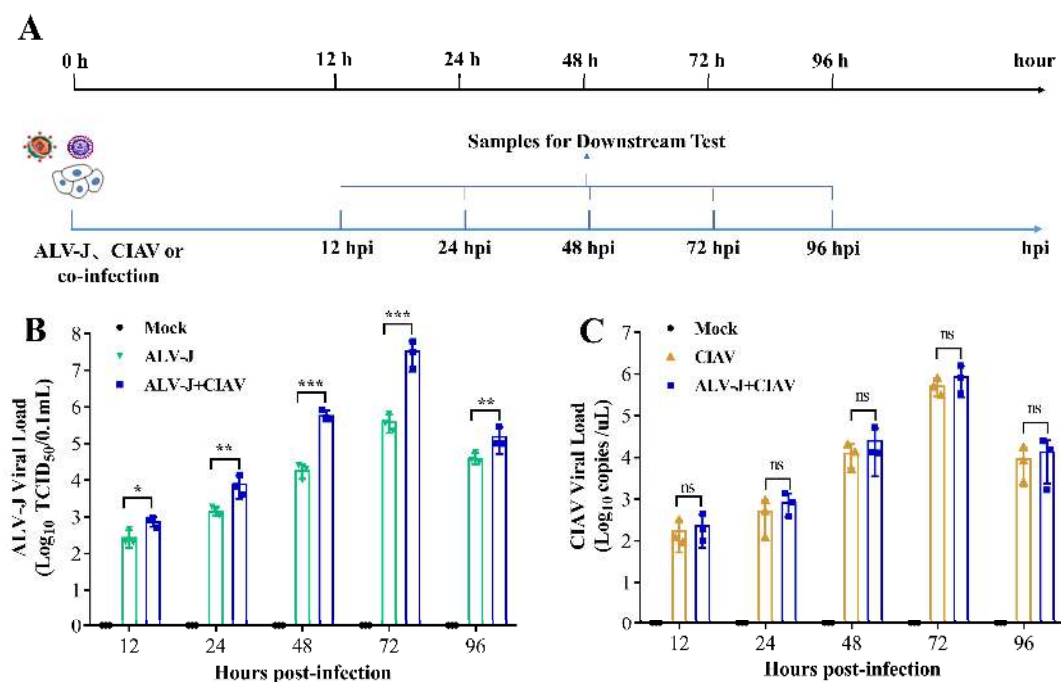 A
0 h 12 h 24 h 48 h 72 h 96 h hour
Samples for Downstream Test
12 hpi 24 hpi 48 hpi 72 hpi 96 hpi hpi
ALV-J、CIAV or
co-infection
B
Mock
ALV-J
ALV-J+CIAV
ALV-J Viral Load
(Log10 TCID50/0.1mL)
8
7
6
5
4
3
2
1
0
* ** *** *** **
12 24 48 72 96
Hours post-infection
C
Mock
CIAV
ALV-J+CIAV
CIAV Viral Load
(Log10 copies /uL)
7
6
5
4
3
2
1
0
ns ns ns ns ns
12 24 48 72 96
Hours post-infection